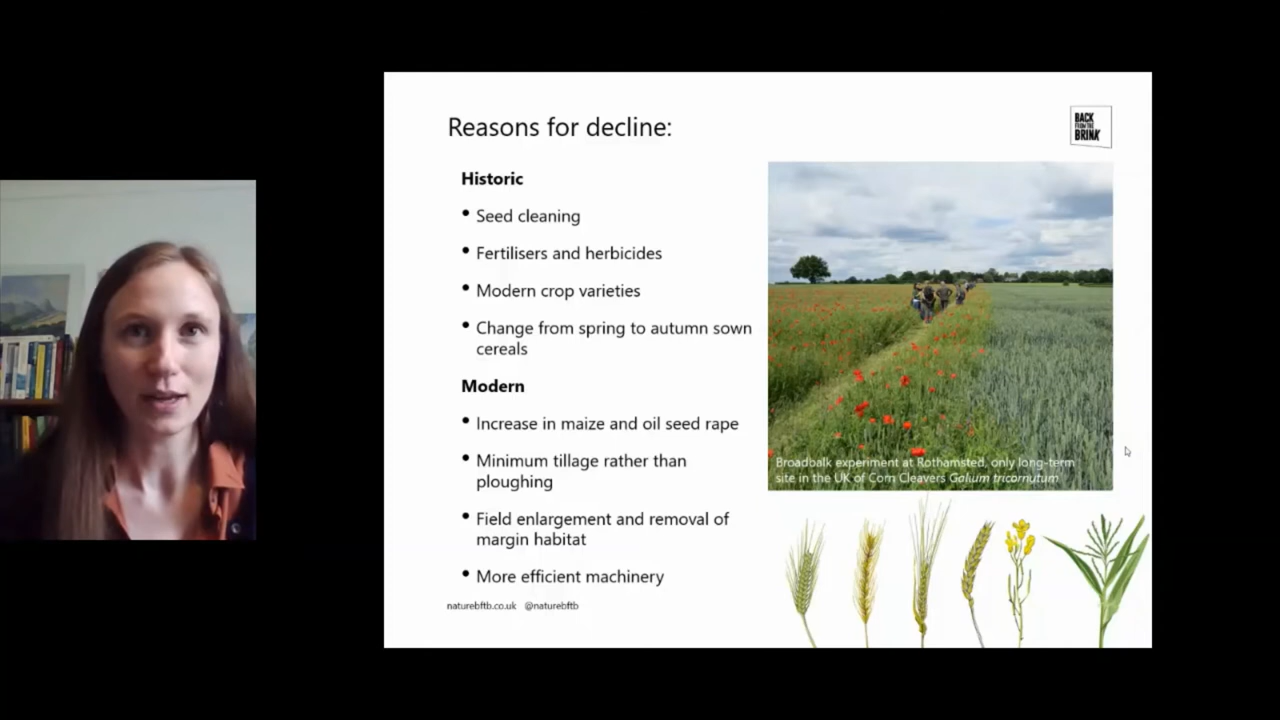 Reasons for decline:
BACK
FROM THE
BRINK
Historic
• Seed cleaning
• Fertilisers and herbicides
• Modern crop varieties
• Change from spring to autumn sown
cereals
Modern
• Increase in maize and oil seed rape
• Minimum tillage rather than
ploughing
• Field enlargement and removal of
margin habitat
• More efficient machinery
Broadbalk experiment at Rothamsted, only long-term
site in the UK of Corn Cleavers Galium tricornutum
naturebftb.co.uk @naturebftb